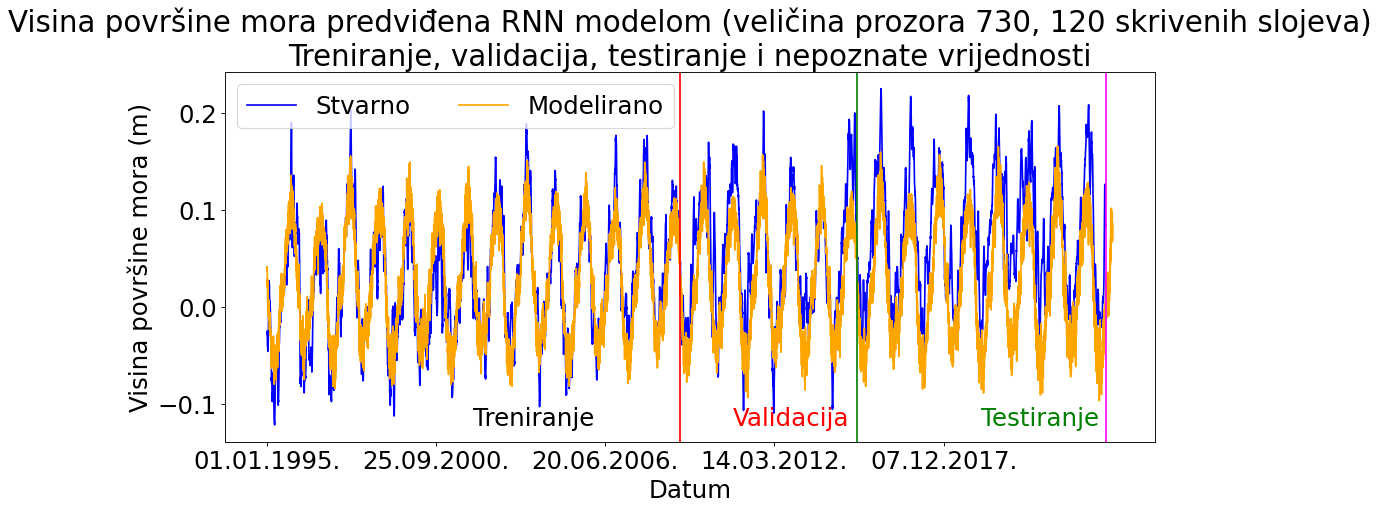 Visina površine mora predviđena RNN modelom (veličina prozora 730, 120 skrivenih slojeva)
Treniranje, validacija, testiranje i nepoznate vrijednosti
Stvarno
Modelirano
Visina površine mora (m)
0.2
0.1
0.0
−0.1
Treniranje
Validacija
Testiranje
01.01.1995.
25.09.2000.
20.06.2006.
14.03.2012.
07.12.2017.
Datum